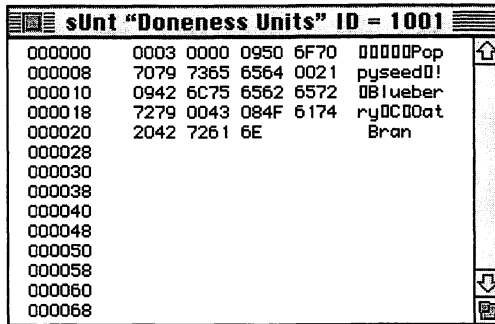 sUnt “Doneness Units” ID = 1001
000000 0003 0000 0950 6F70 ▯▯▯▯▯Pop
000008 7079 7365 6564 0021 pyseed▯!
000010 0942 6C75 6562 6572 ▯Blueber
000018 7279 0043 084F 6174 ry▯C▯Oat
000020 2042 7261 6E Bran
000028
000030
000038
000040
000048
000050
000058
000060
000068